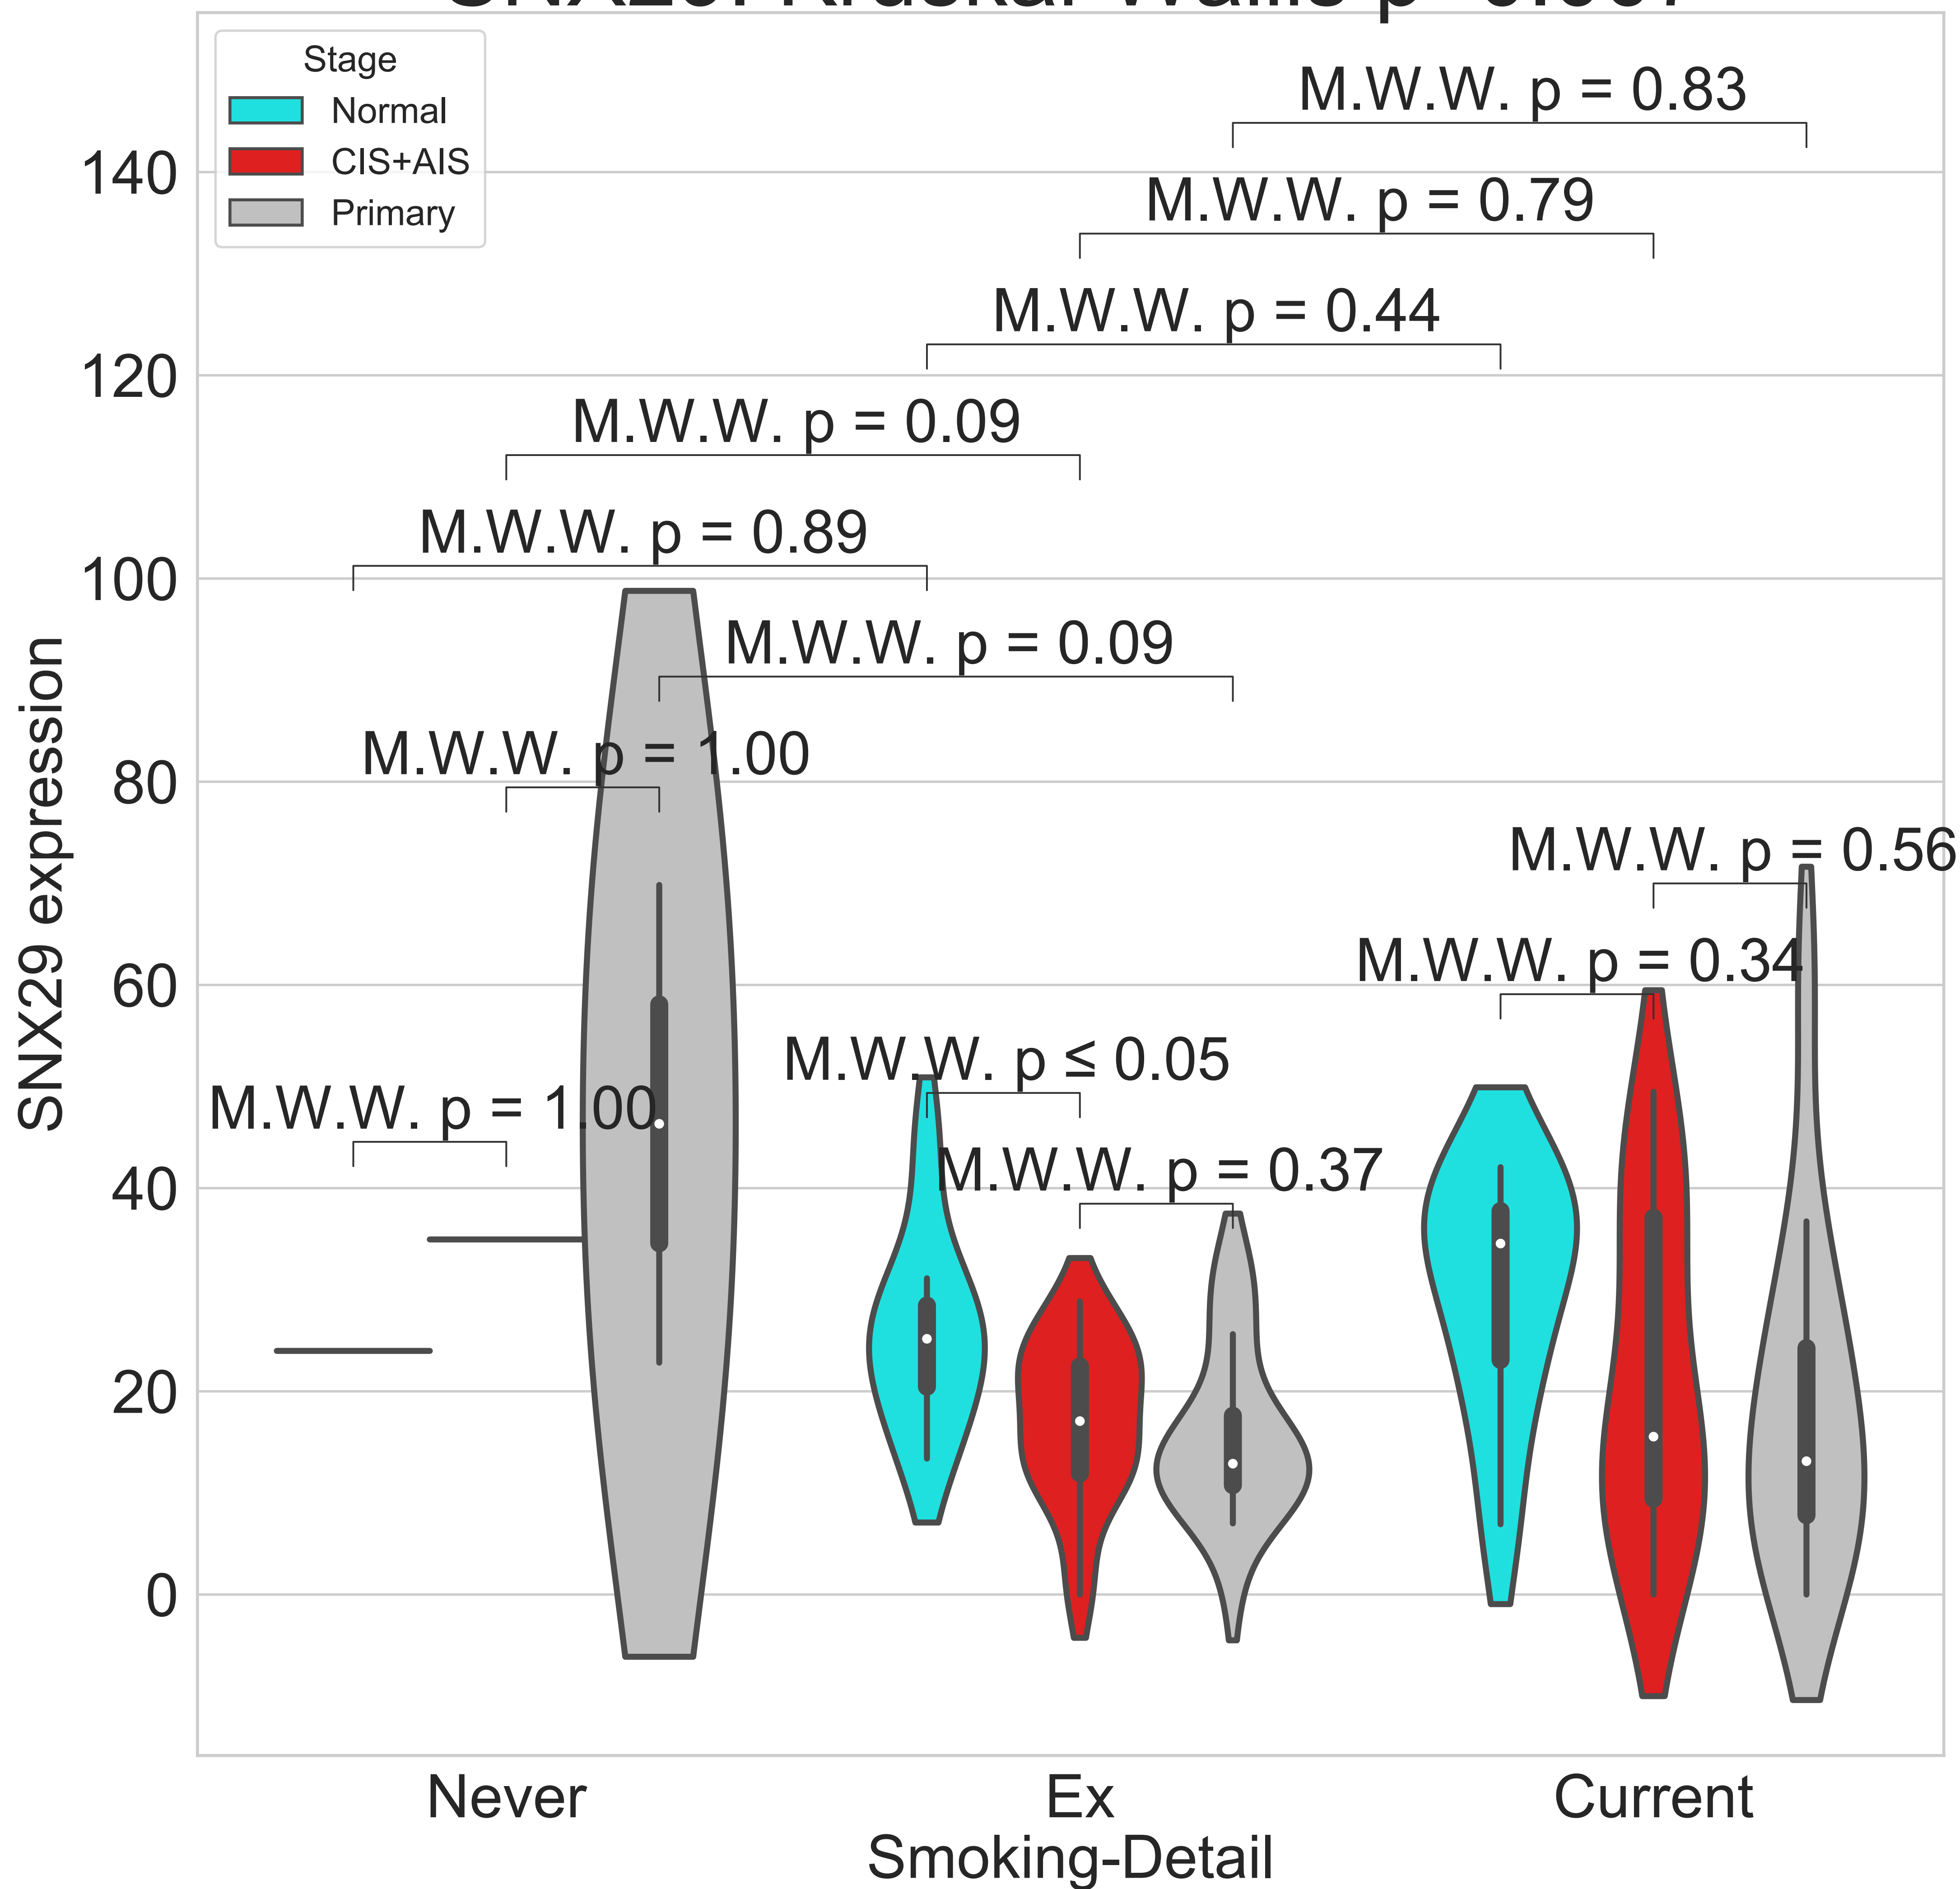 Stage
Normal
CIS+AIS
Primary
M.W.W. p = 0.83
M.W.W. p = 0.79
M.W.W. p = 0.44
M.W.W. p = 0.09
M.W.W. p = 0.89
M.W.W. p = 0.09
M.W.W. p = 1.00
M.W.W. p = 0.56
M.W.W. p = 0.34
M.W.W. p ≤ 0.05
M.W.W. p = 1.00
M.W.W. p = 0.37
140
120
100
80
60
40
20
0
SNX29 expression
Never
Ex
Current
Smoking-Detail